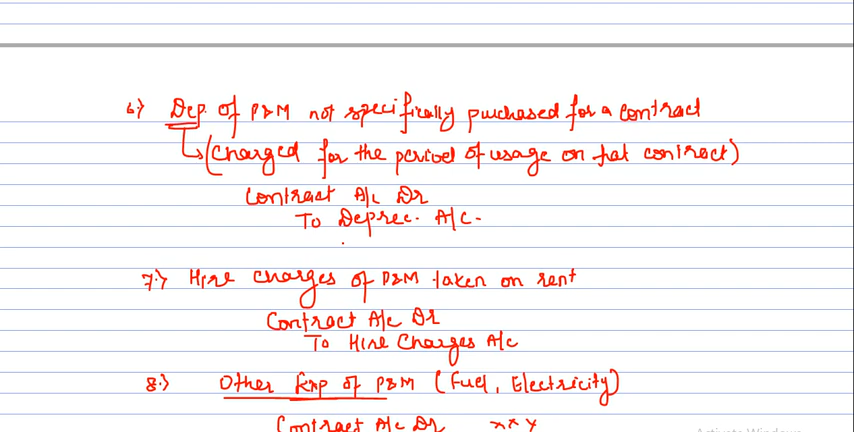 6.> Dep. of P&M not specifically purchased for a contract
↳ (Charged for the period of usage on that contract)
Contract A/c Dr
To Deprec. A/c.
7.> Hire Charges of P&M taken on rent
Contract A/c Dr
To Hire Charges A/c
8.> Other Exp of P&M (Fuel, Electricity)
Contract A/c Dr xxx
Activate Windows